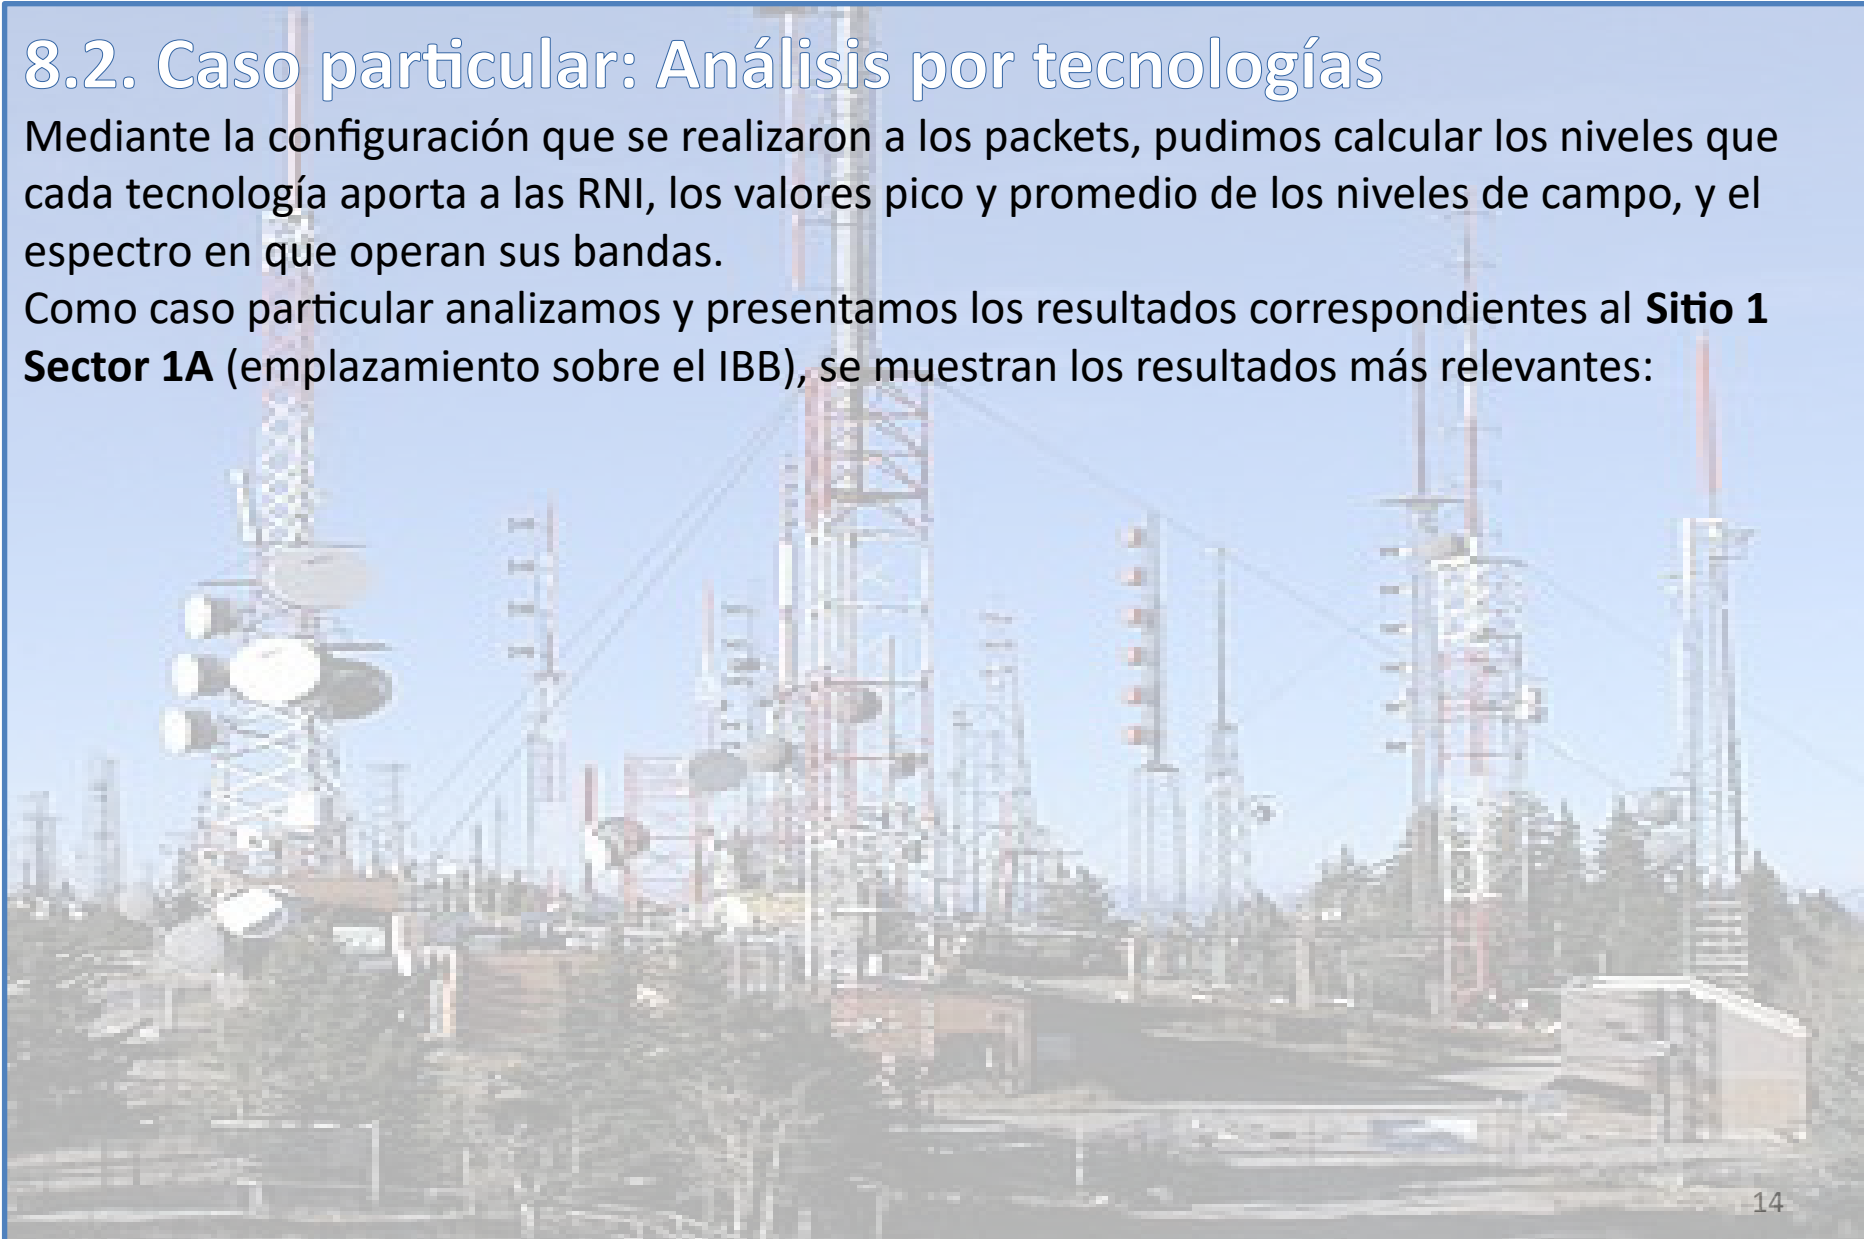 8.2. Caso particular: Análisis por tecnologías
Mediante la configuración que se realizaron a los packets, pudimos calcular los niveles que
cada tecnología aporta a las RNI, los valores pico y promedio de los niveles de campo, y el
espectro en que operan sus bandas.
Como caso particular analizamos y presentamos los resultados correspondientes al Sitio 1
Sector 1A (emplazamiento sobre el IBB), se muestran los resultados más relevantes:
14